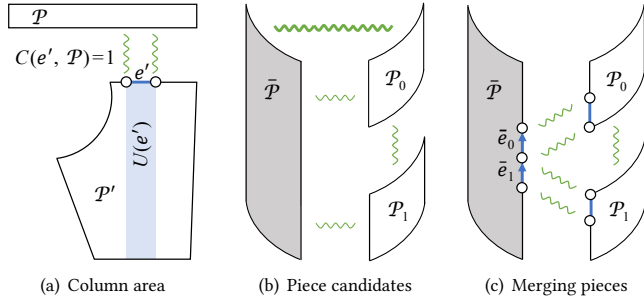 𝒫
C(e′, 𝒫)=1
e′
U(e′)
𝒫′
(a) Column area
𝒫̄
𝒫₀
𝒫₁
(b) Piece candidates
𝒫̄
𝒫₀
ē₀
ē₁
𝒫₁
(c) Merging pieces